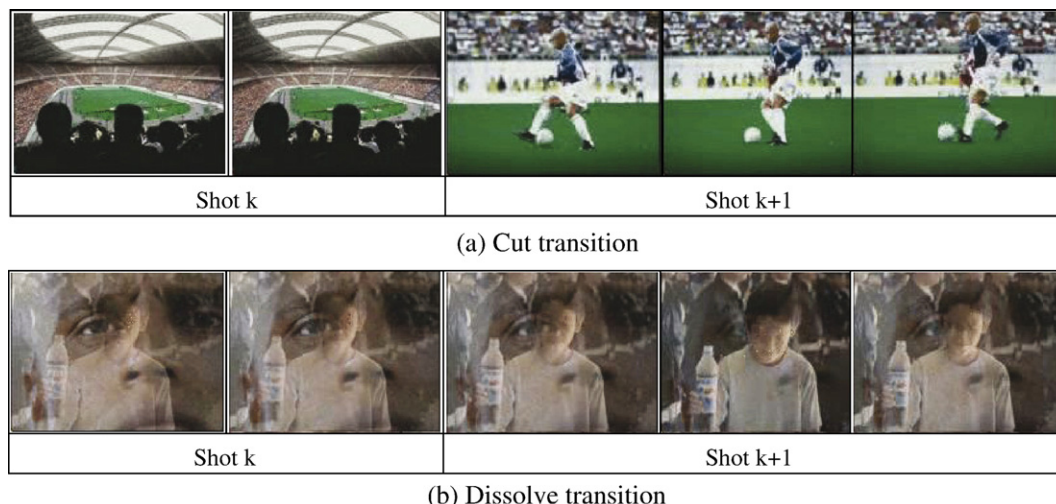 Shot k
Shot k+1
(a) Cut transition
Shot k
Shot k+1
(b) Dissolve transition